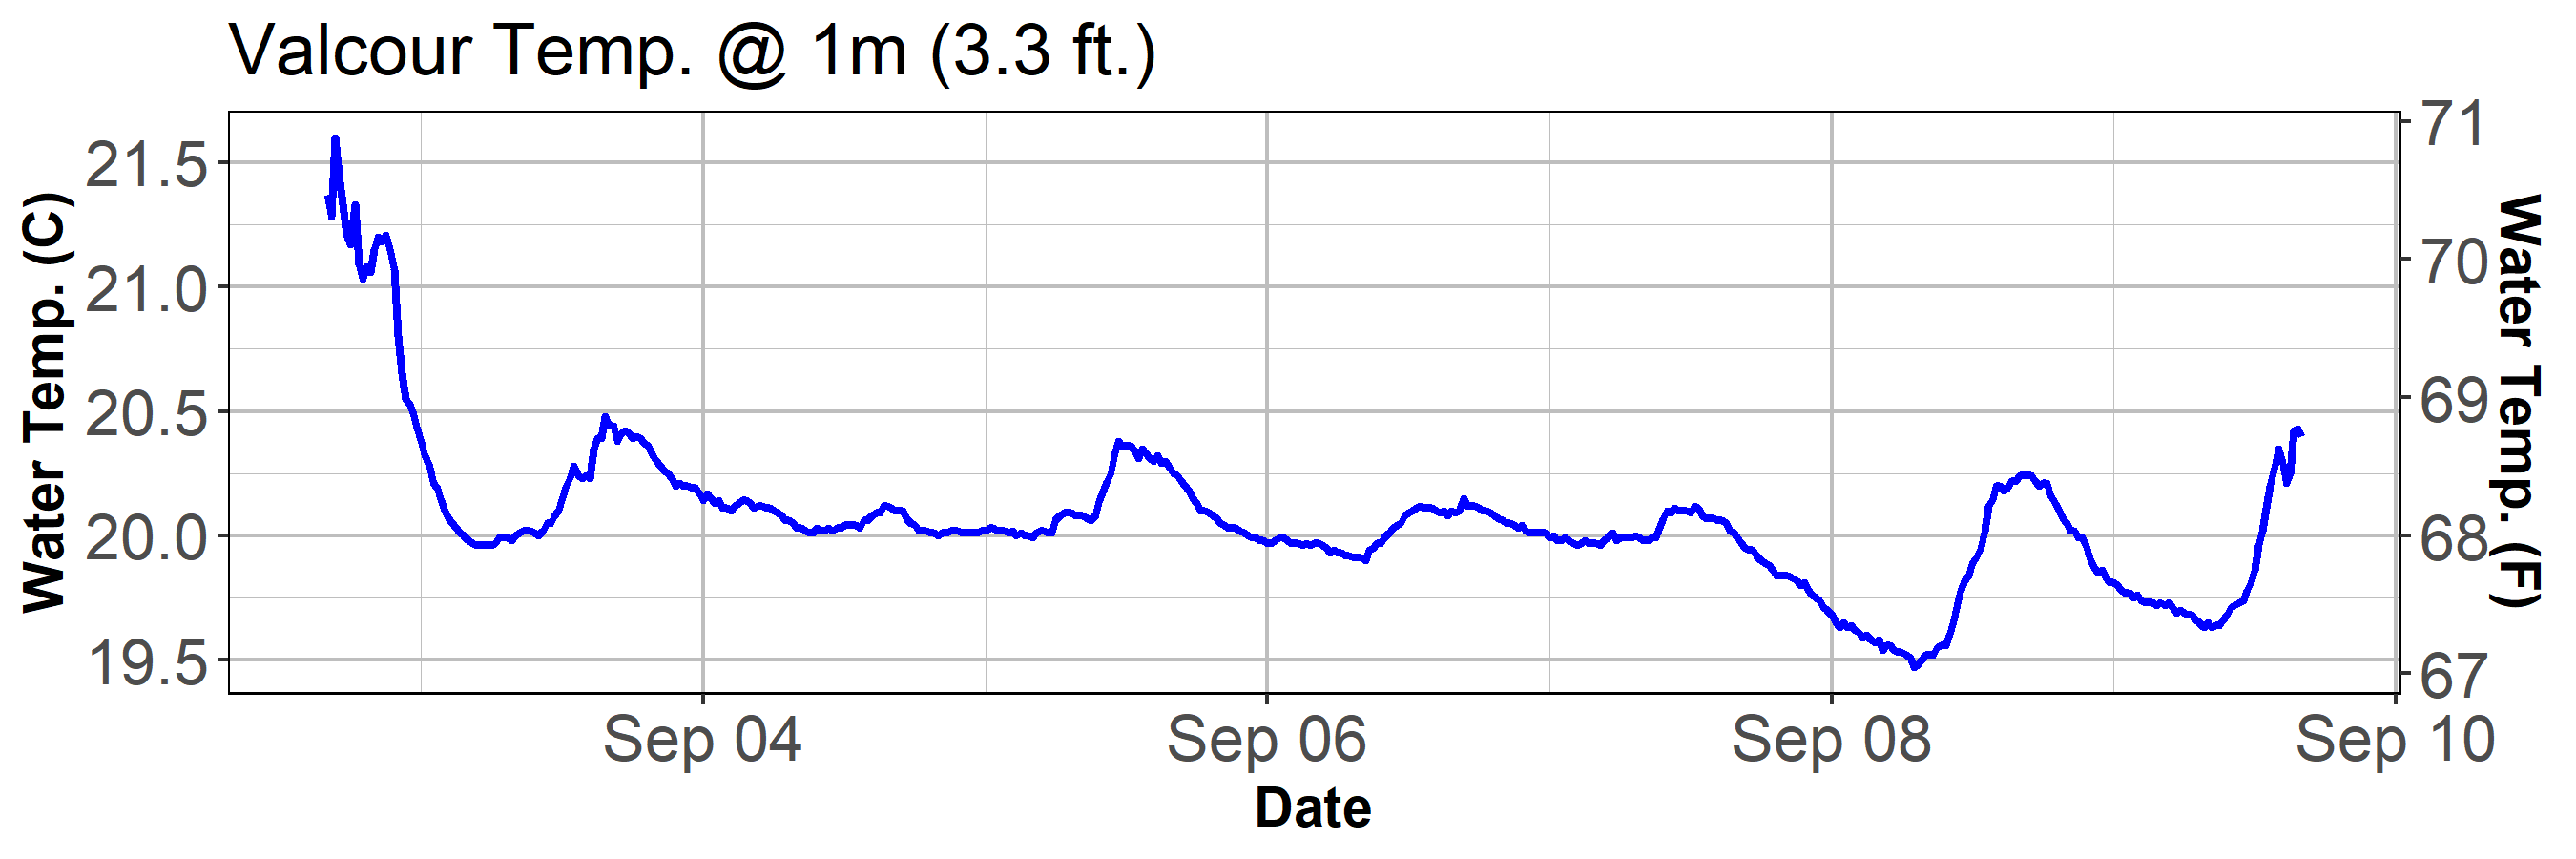 Valcour Temp. @ 1m (3.3 ft.)
Water Temp. (C)
21.5
21.0
20.5
20.0
19.5
71
70
69
68
67
Water Temp. (F)
Sep 04 Sep 06 Sep 08 Sep 10
Date